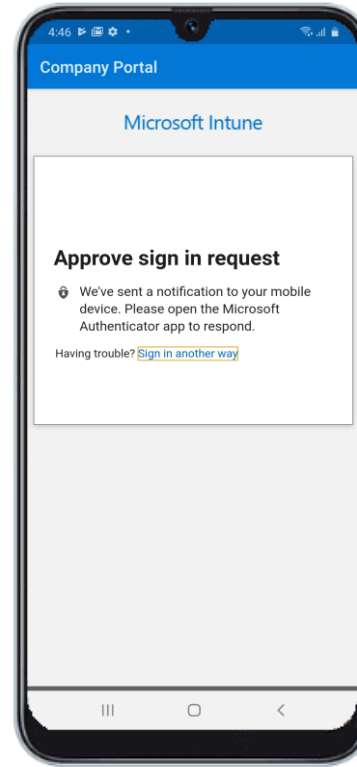 4:46
Company Portal
Microsoft Intune
Approve sign in request
We've sent a notification to your mobile
device. Please open the Microsoft
Authenticator app to respond.
Having trouble? Sign in another way